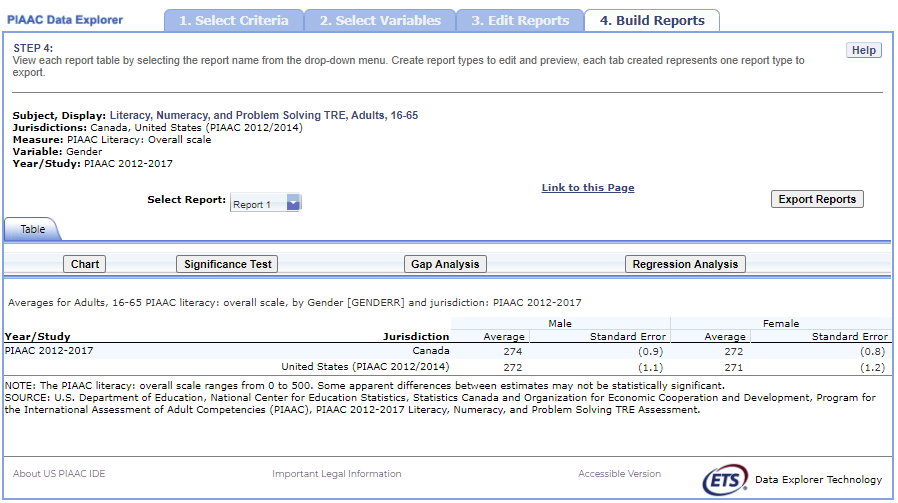 PIAAC Data Explorer
1. Select Criteria
2. Select Variables
3. Edit Reports
4. Build Reports
STEP 4:
View each report table by selecting the report name from the drop-down menu. Create report types to edit and preview, each tab created represents one report type to
export.
Help
Subject, Display: Literacy, Numeracy, and Problem Solving TRE, Adults, 16-65
Jurisdictions: Canada, United States (PIAAC 2012/2014)
Measure: PIAAC Literacy: Overall scale
Variable: Gender
Year/Study: PIAAC 2012-2017
Select Report: Report 1
Link to this Page
Export Reports
Table
Chart
Significance Test
Gap Analysis
Regression Analysis
Averages for Adults, 16-65 PIAAC literacy: overall scale, by Gender [GENDERR] and jurisdiction: PIAAC 2012-2017
Male Female
Year/Study Jurisdiction Average Standard Error Average Standard Error
PIAAC 2012-2017 Canada 274 (0.9) 272 (0.8)
United States (PIAAC 2012/2014) 272 (1.1) 271 (1.2)
NOTE: The PIAAC literacy: overall scale ranges from 0 to 500. Some apparent differences between estimates may not be statistically significant.
SOURCE: U.S. Department of Education, National Center for Education Statistics, Statistics Canada and Organization for Economic Cooperation and Development, Program for
the International Assessment of Adult Competencies (PIAAC), PIAAC 2012-2017 Literacy, Numeracy, and Problem Solving TRE Assessment.
About US PIAAC IDE
Important Legal Information
Accessible Version
ETS Data Explorer Technology